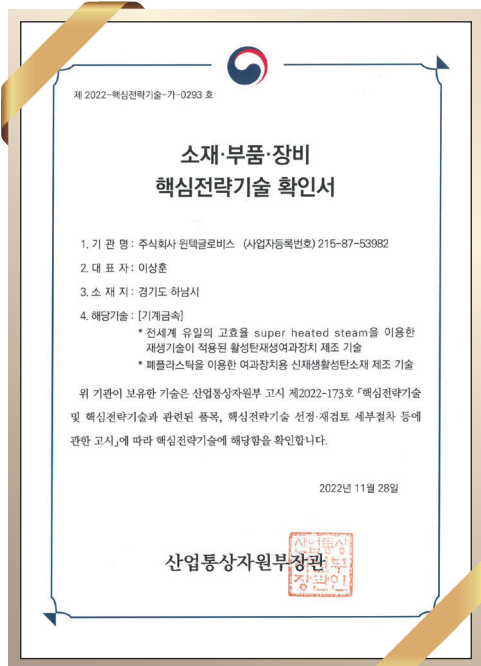 제 2022-핵심전략기술-가-0293 호
소재·부품·장비
핵심전략기술 확인서
1. 기 관 명 : 주식회사 윈텍글로비스 (사업자등록번호) 215-87-53982
2. 대 표 자 : 이상훈
3. 소 재 지 : 경기도 하남시
4. 해당기술 : [기계금속]
* 전세계 유일의 고효율 super heated steam을 이용한
재생기술이 적용된 활성탄재생여과장치 제조 기술
* 폐플라스틱을 이용한 여과장치용 신재생활성탄소재 제조 기술
위 기관이 보유한 기술은 산업통상자원부 고시 제2022-173호 「핵심전략기술
및 핵심전략기술과 관련된 품목, 핵심전략기술 선정·재검토 세부절차 등에
관한 고시」에 따라 핵심전략기술에 해당함을 확인합니다.
2022년 11월 28일
산업통상자원부장관
산업통상
자원부
장관인